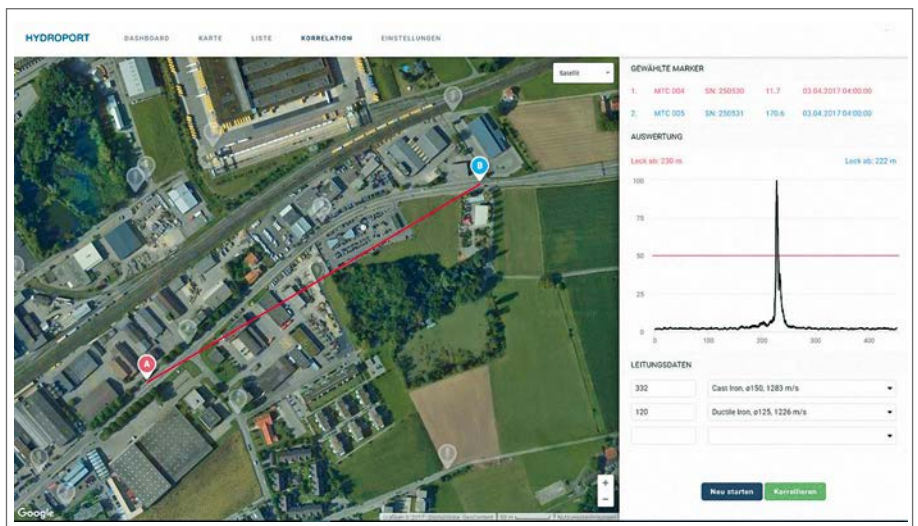 HYDROPORT DASHBOARD KARTE LISTE KORRELATION EINSTELLUNGEN
Satellit
A
B
Google
50 m
GEWÄHLTE MARKER
1. MTC 004 SN: 250530 11.7 03.04.2017 04:00:00
2. MTC 005 SN: 250531 170.6 03.04.2017 04:00:00
AUSWERTUNG
Leck ab: 230 m Leck ab: 222 m
100
75
50
25
0
0 100 200 300 400
LEITUNGSDATEN
332 Cast Iron, ø150, 1283 m/s
120 Ductile Iron, ø125, 1226 m/s
Neu starten Korrelieren